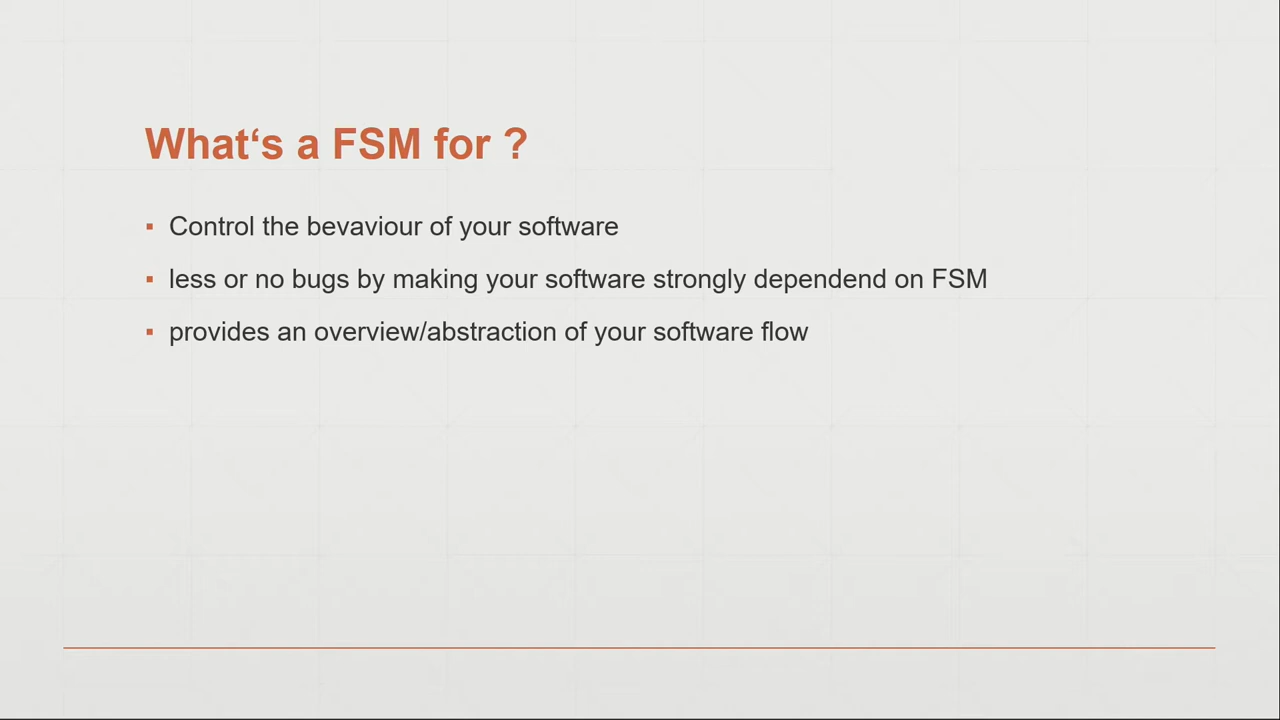 What‘s a FSM for ?
▪ Control the bevaviour of your software
▪ less or no bugs by making your software strongly dependend on FSM
▪ provides an overview/abstraction of your software flow